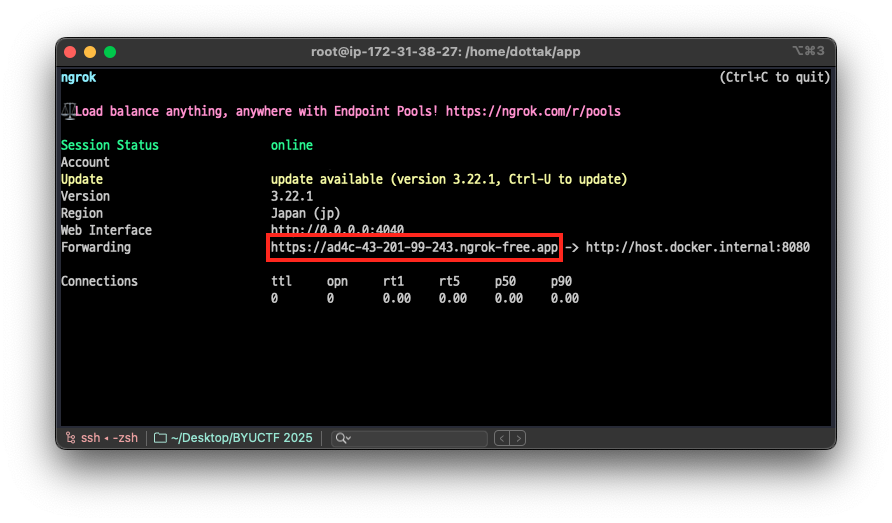 root@ip-172-31-38-27: /home/dottak/app ⌥⌘3
ngrok (Ctrl+C to quit)
Load balance anything, anywhere with Endpoint Pools! https://ngrok.com/r/pools
Session Status online
Account
Update update available (version 3.22.1, Ctrl-U to update)
Version 3.22.1
Region Japan (jp)
Web Interface http://0.0.0.0:4040
Forwarding https://ad4c-43-201-99-243.ngrok-free.app -> http://host.docker.internal:8080
Connections ttl opn rt1 rt5 p50 p90
0 0 0.00 0.00 0.00 0.00
ssh ◂ -zsh ~/Desktop/BYUCTF 2025